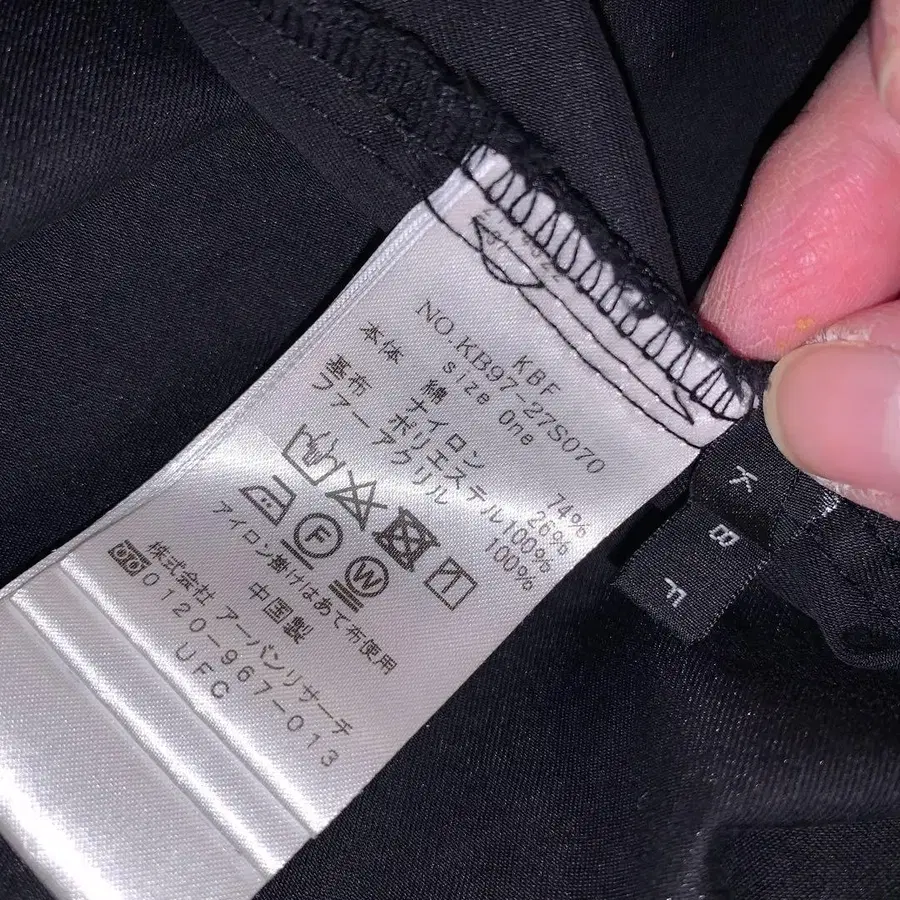 KBF
NO.KB97-27S070
size One
本体 綿 74%
ナイロン 26%
基布 ポリエステル100%
ファー アクリル 100%
F
W
アイロン掛けはあて布使用
中国製
株式会社 アーバンリサーチ
0120-967-013
UFC
KBF